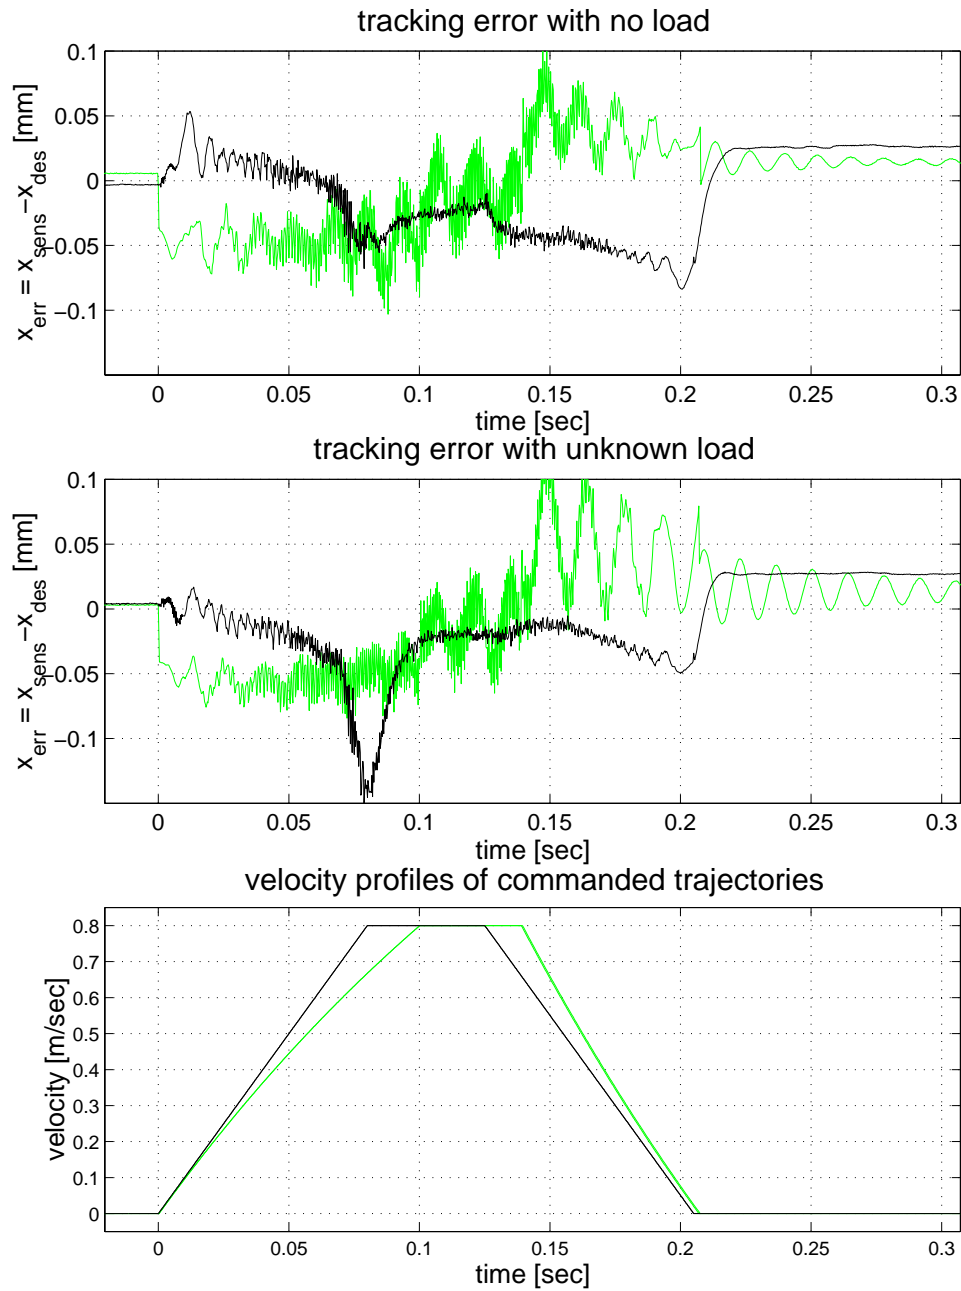 tracking error with no load
0.1
0.05
0
−0.05
−0.1
x_err = x_sens −x_des [mm]
0 0.05 0.1 0.15 0.2 0.25 0.3
time [sec]
tracking error with unknown load
0.1
0.05
0
−0.05
−0.1
x_err = x_sens −x_des [mm]
0 0.05 0.1 0.15 0.2 0.25 0.3
time [sec]
velocity profiles of commanded trajectories
0.8
0.7
0.6
0.5
0.4
0.3
0.2
0.1
0
velocity [m/sec]
0 0.05 0.1 0.15 0.2 0.25 0.3
time [sec]